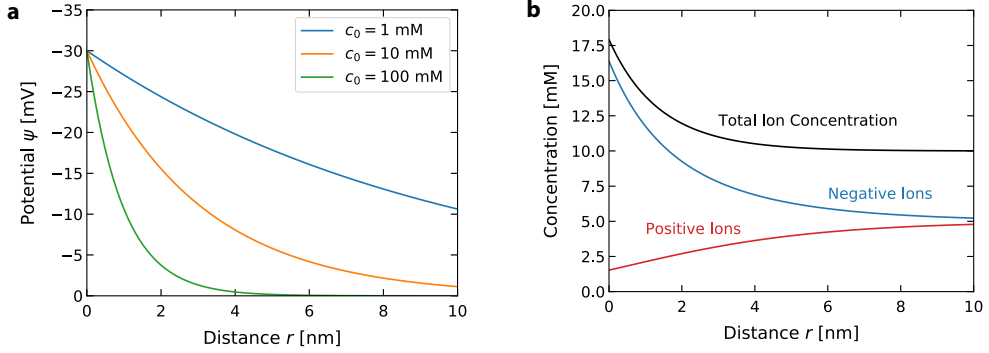 a
−35
−30
−25
−20
−15
−10
−5
0
Potential ψ [mV]
c₀ = 1 mM
c₀ = 10 mM
c₀ = 100 mM
0 2 4 6 8 10
Distance r [nm]
b
20.0
17.5
15.0
12.5
10.0
7.5
5.0
2.5
0.0
Concentration [mM]
Total Ion Concentration
Negative Ions
Positive Ions
0 2 4 6 8 10
Distance r [nm]